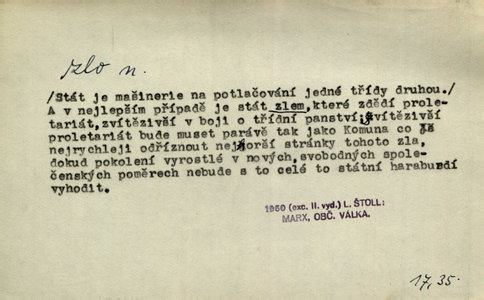 zlo n.
/Stát je mašinerie na potlačování jedné třídy druhou./
A v nejlepším případě je stát zlem, které zdědí prole-
tariát, zvítězivší v boji o třídní panství; zvítězivší
proletariát bude muset parávě tak jako Komuna co
nejrychleji odříznout nejhorší stránky tohoto zla,
dokud pokolení vyrostlé v nových, svobodných spole-
čenských poměrech nebude s to celé to státní haraburdí
vyhodit.
1950 (exc. II. vyd.) L. ŠTOLL:
MARX, OBČ. VÁLKA.
17,35